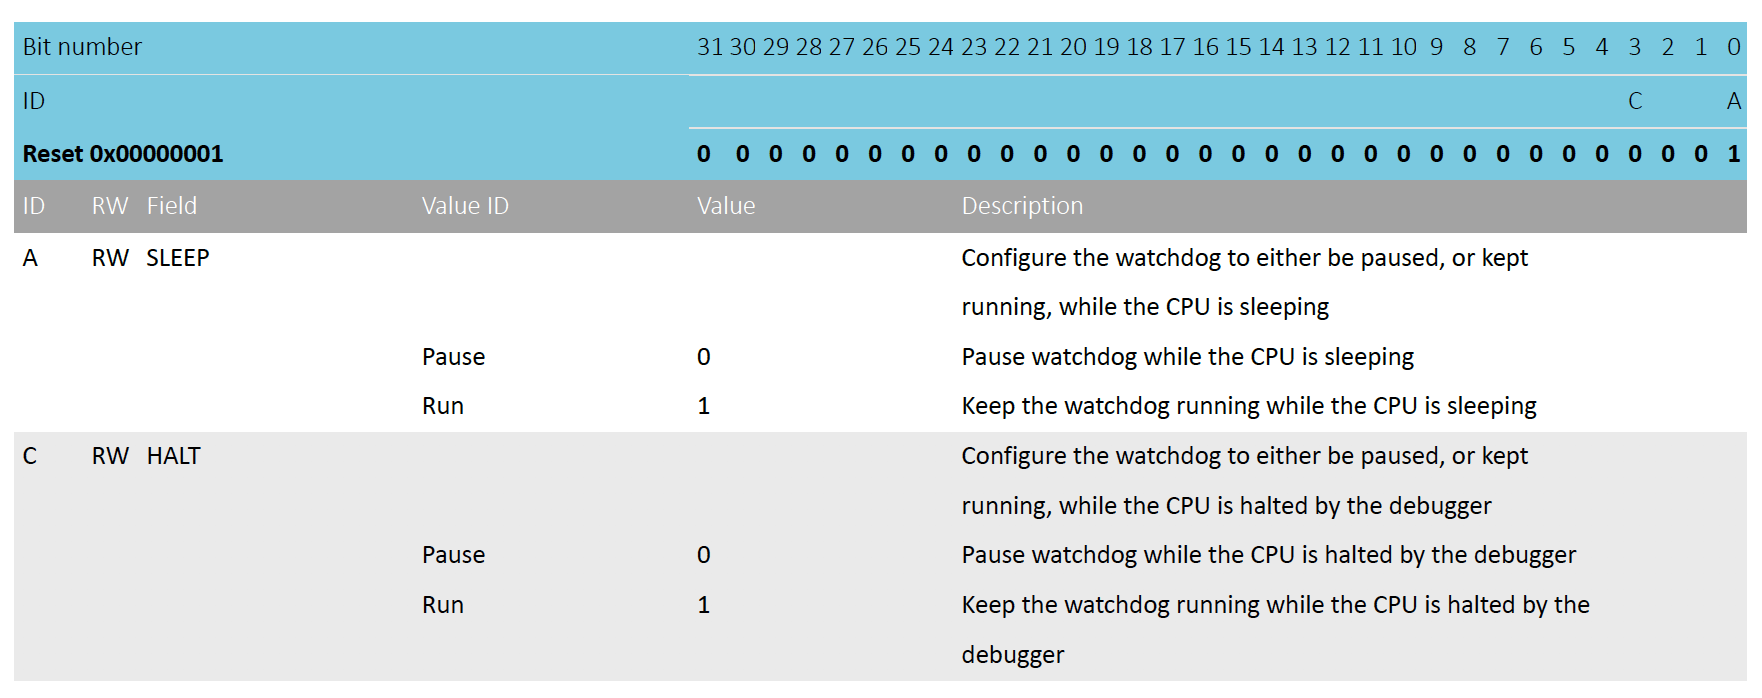 Bit number 31 30 29 28 27 26 25 24 23 22 21 20 19 18 17 16 15 14 13 12 11 10 9 8 7 6 5 4 3 2 1 0
ID C A
Reset 0x00000001 0 0 0 0 0 0 0 0 0 0 0 0 0 0 0 0 0 0 0 0 0 0 0 0 0 0 0 0 0 0 0 1
ID RW Field Value ID Value Description
A RW SLEEP Configure the watchdog to either be paused, or kept
running, while the CPU is sleeping
Pause 0 Pause watchdog while the CPU is sleeping
Run 1 Keep the watchdog running while the CPU is sleeping
C RW HALT Configure the watchdog to either be paused, or kept
running, while the CPU is halted by the debugger
Pause 0 Pause watchdog while the CPU is halted by the debugger
Run 1 Keep the watchdog running while the CPU is halted by the
debugger